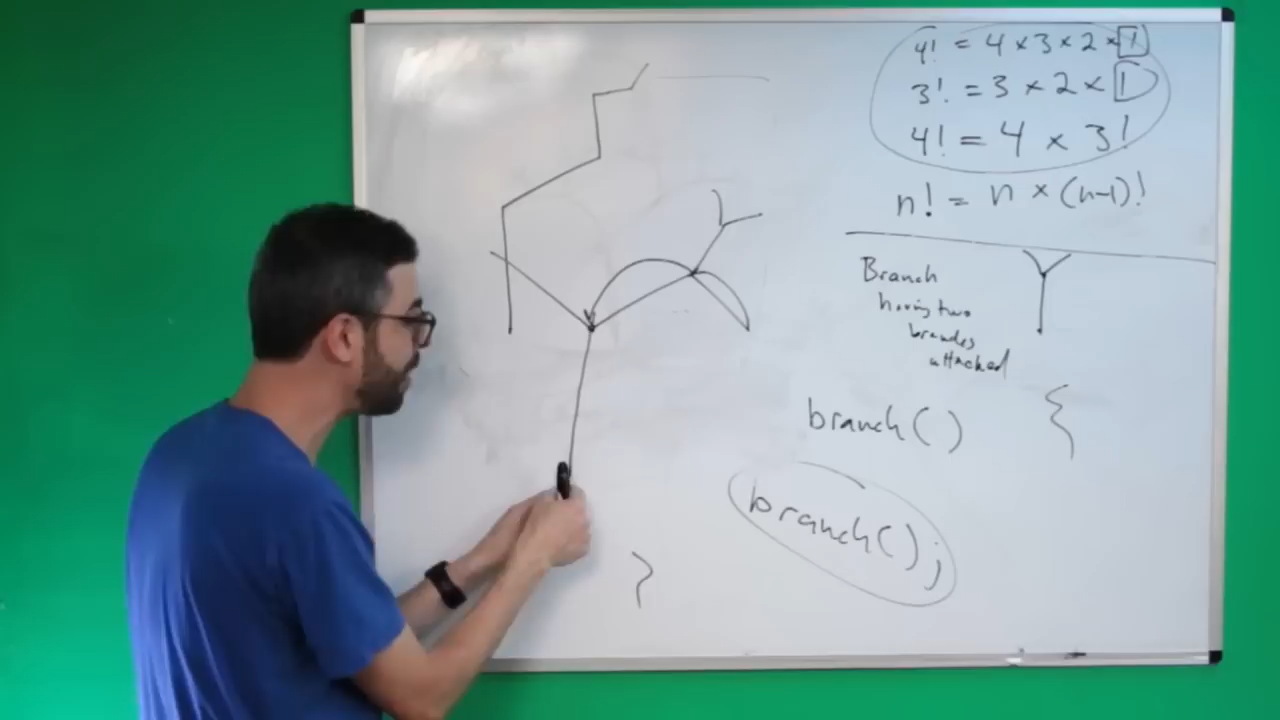 4! = 4 × 3 × 2 × 1
3! = 3 × 2 × 1
4! = 4 × 3!
n! = n × (n-1)!
Branch
having two
branches
attached
branch() {
branch();
}